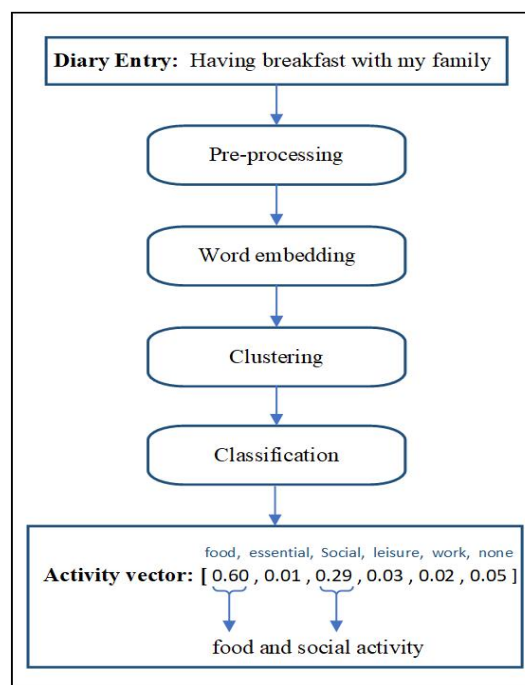 Diary Entry: Having breakfast with my family
Pre-processing
Word embedding
Clustering
Classification
food, essential, Social, leisure, work, none
Activity vector: [ 0.60 , 0.01 , 0.29 , 0.03 , 0.02 , 0.05 ]
food and social activity